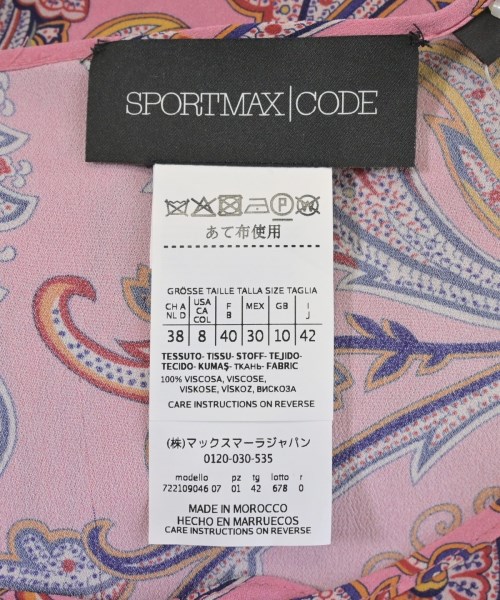 SPORTMAX|CODE
P
あて布使用
GRÖSSE TAILLE TALLA SIZE TAGLIA
CH A NL D USA CA COL F B MEX GB I J
38 8 40 30 10 42
TESSUTO- TISSU- STOFF- TEJIDO-
TECIDO- KUMAŞ- ТКАНЬ- FABRIC
100% VISCOSA, VISCOSE,
VISKOSE, VİSKOZ, ВИСКОЗА
CARE INSTRUCTIONS ON REVERSE
(株)マックスマーラジャパン
0120-030-535
modello pz tg lotto r
722109046 07 01 42 678 0
MADE IN MOROCCO
HECHO EN MARRUECOS
CARE INSTRUCTIONS ON REVERSE